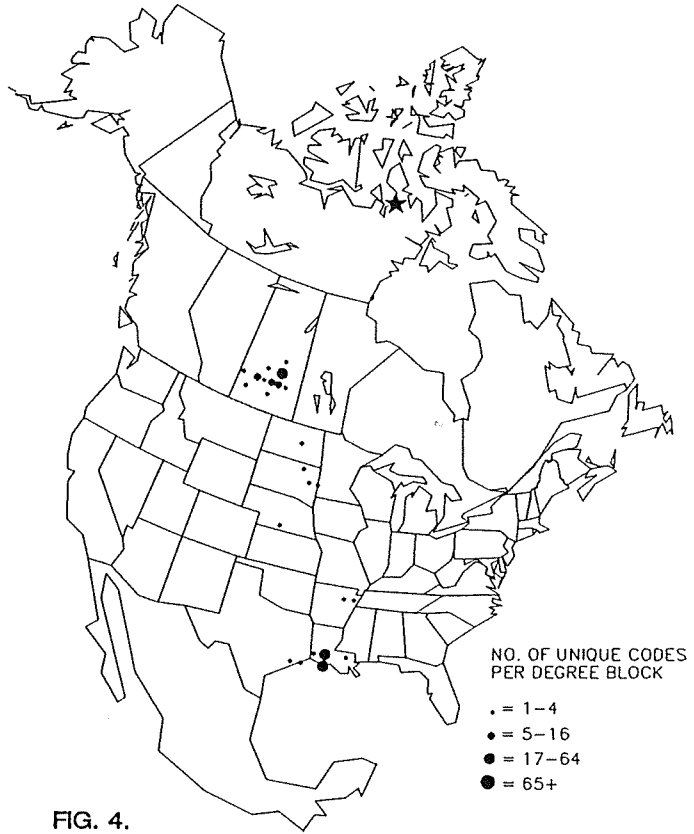 NO. OF UNIQUE CODES
PER DEGREE BLOCK
= 1-4
= 5-16
= 17-64
= 65+
FIG. 4.